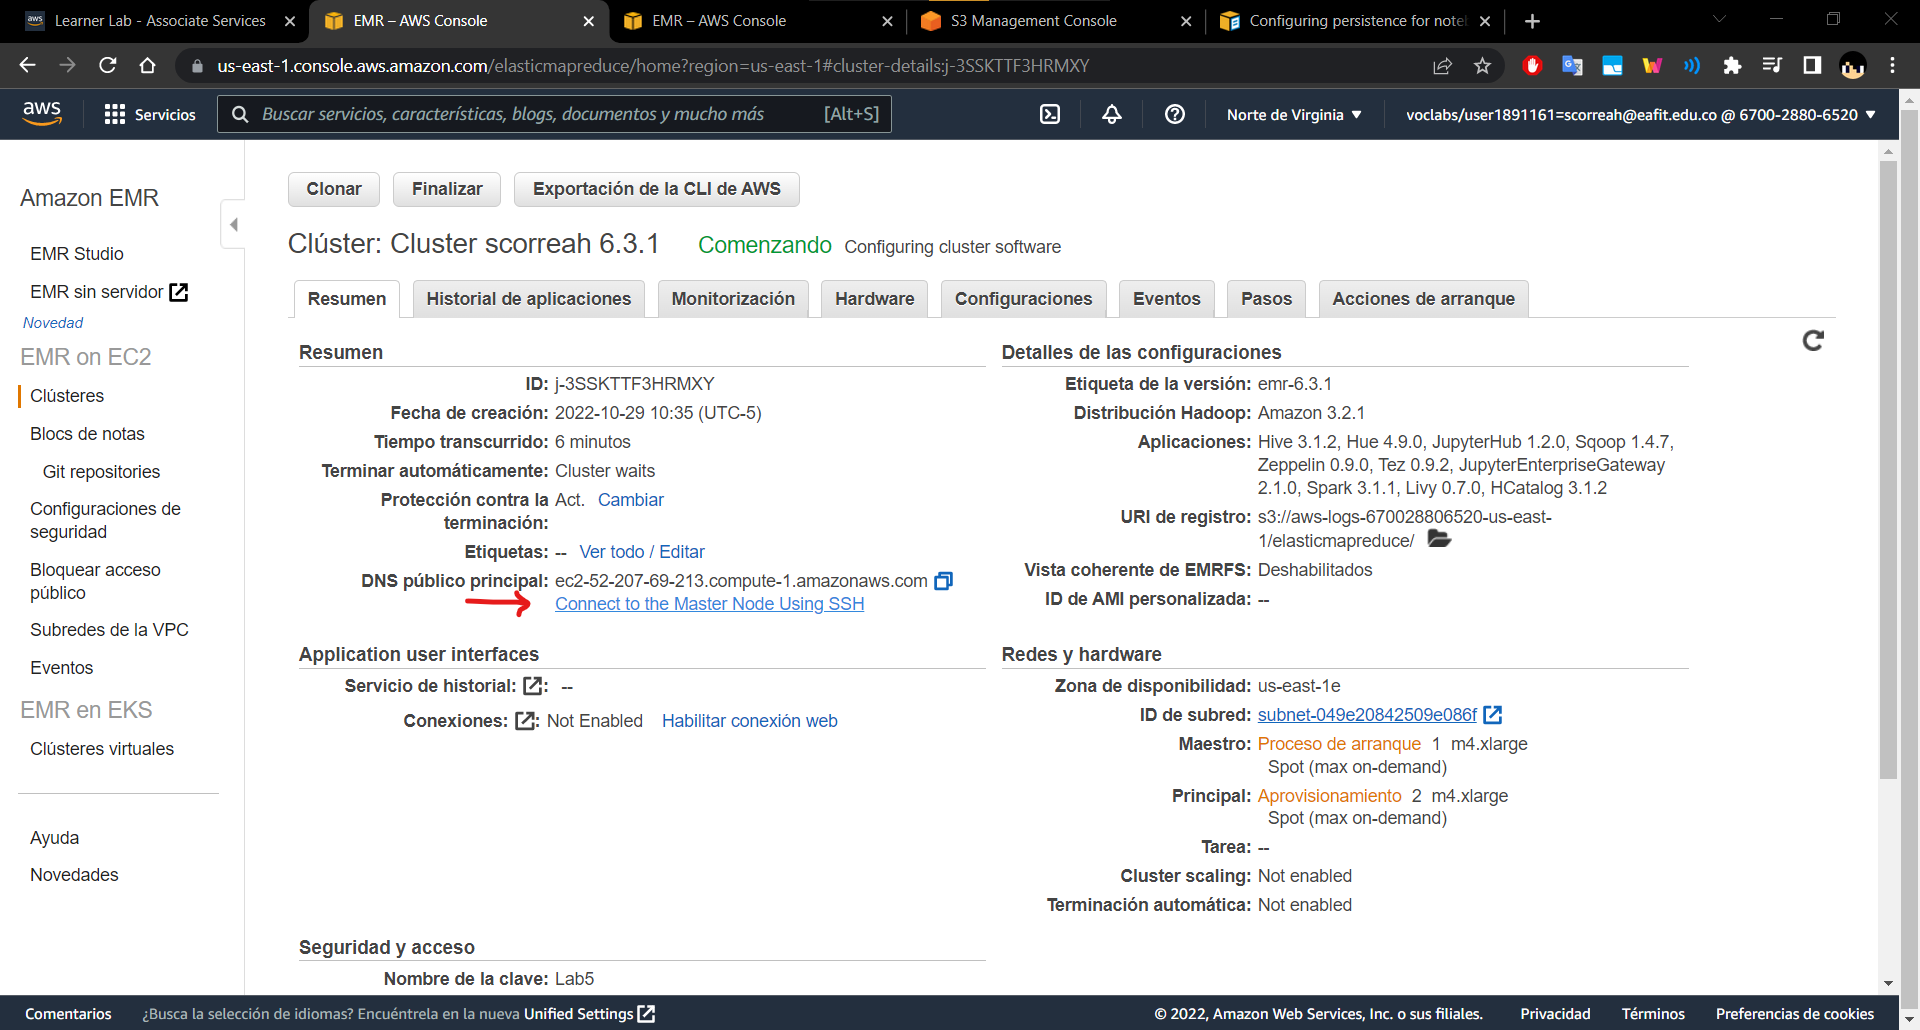 Learner Lab - Associate Services
EMR – AWS Console
EMR – AWS Console
S3 Management Console
Configuring persistence for note
us-east-1.console.aws.amazon.com/elasticmapreduce/home?region=us-east-1#cluster-details:j-3SSKTTF3HRMXY
aws
Servicios
Buscar servicios, características, blogs, documentos y mucho más
[Alt+S]
Norte de Virginia
voclabs/user1891161=scorreah@eafit.edu.co @ 6700-2880-6520
Amazon EMR
EMR Studio
EMR sin servidor
Novedad
EMR on EC2
Clústeres
Blocs de notas
Git repositories
Configuraciones de
seguridad
Bloquear acceso
público
Subredes de la VPC
Eventos
EMR en EKS
Clústeres virtuales
Ayuda
Novedades
Clonar
Finalizar
Exportación de la CLI de AWS
Clúster: Cluster scorreah 6.3.1
Comenzando
Configuring cluster software
Resumen
Historial de aplicaciones
Monitorización
Hardware
Configuraciones
Eventos
Pasos
Acciones de arranque
Resumen
ID: j-3SSKTTF3HRMXY
Fecha de creación: 2022-10-29 10:35 (UTC-5)
Tiempo transcurrido: 6 minutos
Terminar automáticamente: Cluster waits
Protección contra la Act. Cambiar
terminación:
Etiquetas: -- Ver todo / Editar
DNS público principal: ec2-52-207-69-213.compute-1.amazonaws.com
Connect to the Master Node Using SSH
Detalles de las configuraciones
Etiqueta de la versión: emr-6.3.1
Distribución Hadoop: Amazon 3.2.1
Aplicaciones: Hive 3.1.2, Hue 4.9.0, JupyterHub 1.2.0, Sqoop 1.4.7,
Zeppelin 0.9.0, Tez 0.9.2, JupyterEnterpriseGateway
2.1.0, Spark 3.1.1, Livy 0.7.0, HCatalog 3.1.2
URI de registro: s3://aws-logs-670028806520-us-east-
1/elasticmapreduce/
Vista coherente de EMRFS: Deshabilitados
ID de AMI personalizada: --
Application user interfaces
Servicio de historial: : --
Conexiones: : Not Enabled Habilitar conexión web
Redes y hardware
Zona de disponibilidad: us-east-1e
ID de subred: subnet-049e20842509e086f
Maestro: Proceso de arranque 1 m4.xlarge
Spot (max on-demand)
Principal: Aprovisionamiento 2 m4.xlarge
Spot (max on-demand)
Tarea: --
Cluster scaling: Not enabled
Terminación automática: Not enabled
Seguridad y acceso
Nombre de la clave: Lab5
Comentarios
¿Busca la selección de idiomas? Encuéntrela en la nueva Unified Settings
© 2022, Amazon Web Services, Inc. o sus filiales.
Privacidad
Términos
Preferencias de cookies